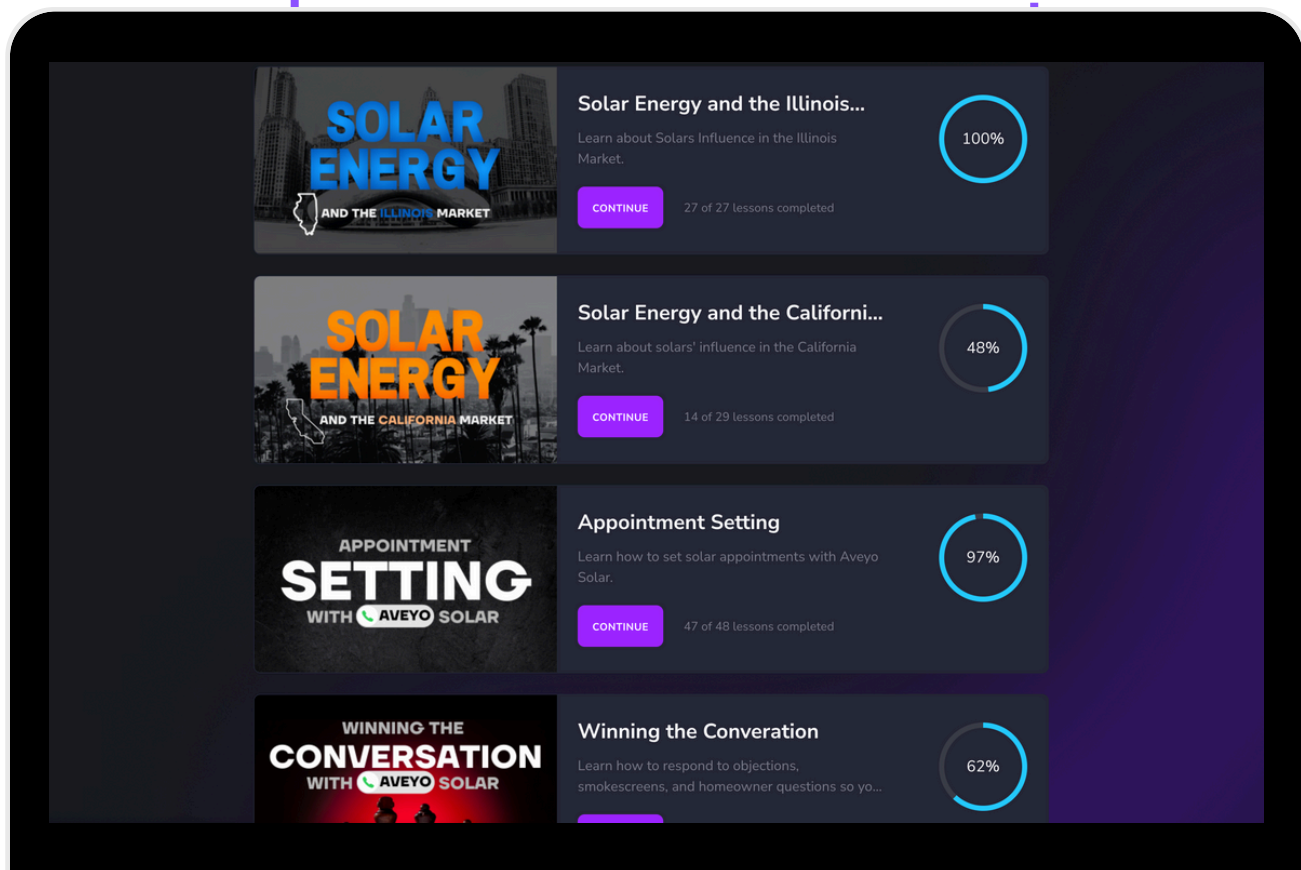 SOLAR
ENERGY
AND THE ILLINOIS MARKET
Solar Energy and the Illinois...
Learn about Solars Influence in the Illinois
Market.
CONTINUE
27 of 27 lessons completed
100%
SOLAR
ENERGY
AND THE CALIFORNIA MARKET
Solar Energy and the Californi...
Learn about solars' influence in the California
Market.
CONTINUE
14 of 29 lessons completed
48%
APPOINTMENT
SETTING
WITH AVEYO SOLAR
Appointment Setting
Learn how to set solar appointments with Aveyo
Solar.
CONTINUE
47 of 48 lessons completed
97%
WINNING THE
CONVERSATION
WITH AVEYO SOLAR
Winning the Converation
Learn how to respond to objections,
smokescreens, and homeowner questions so yo...
62%